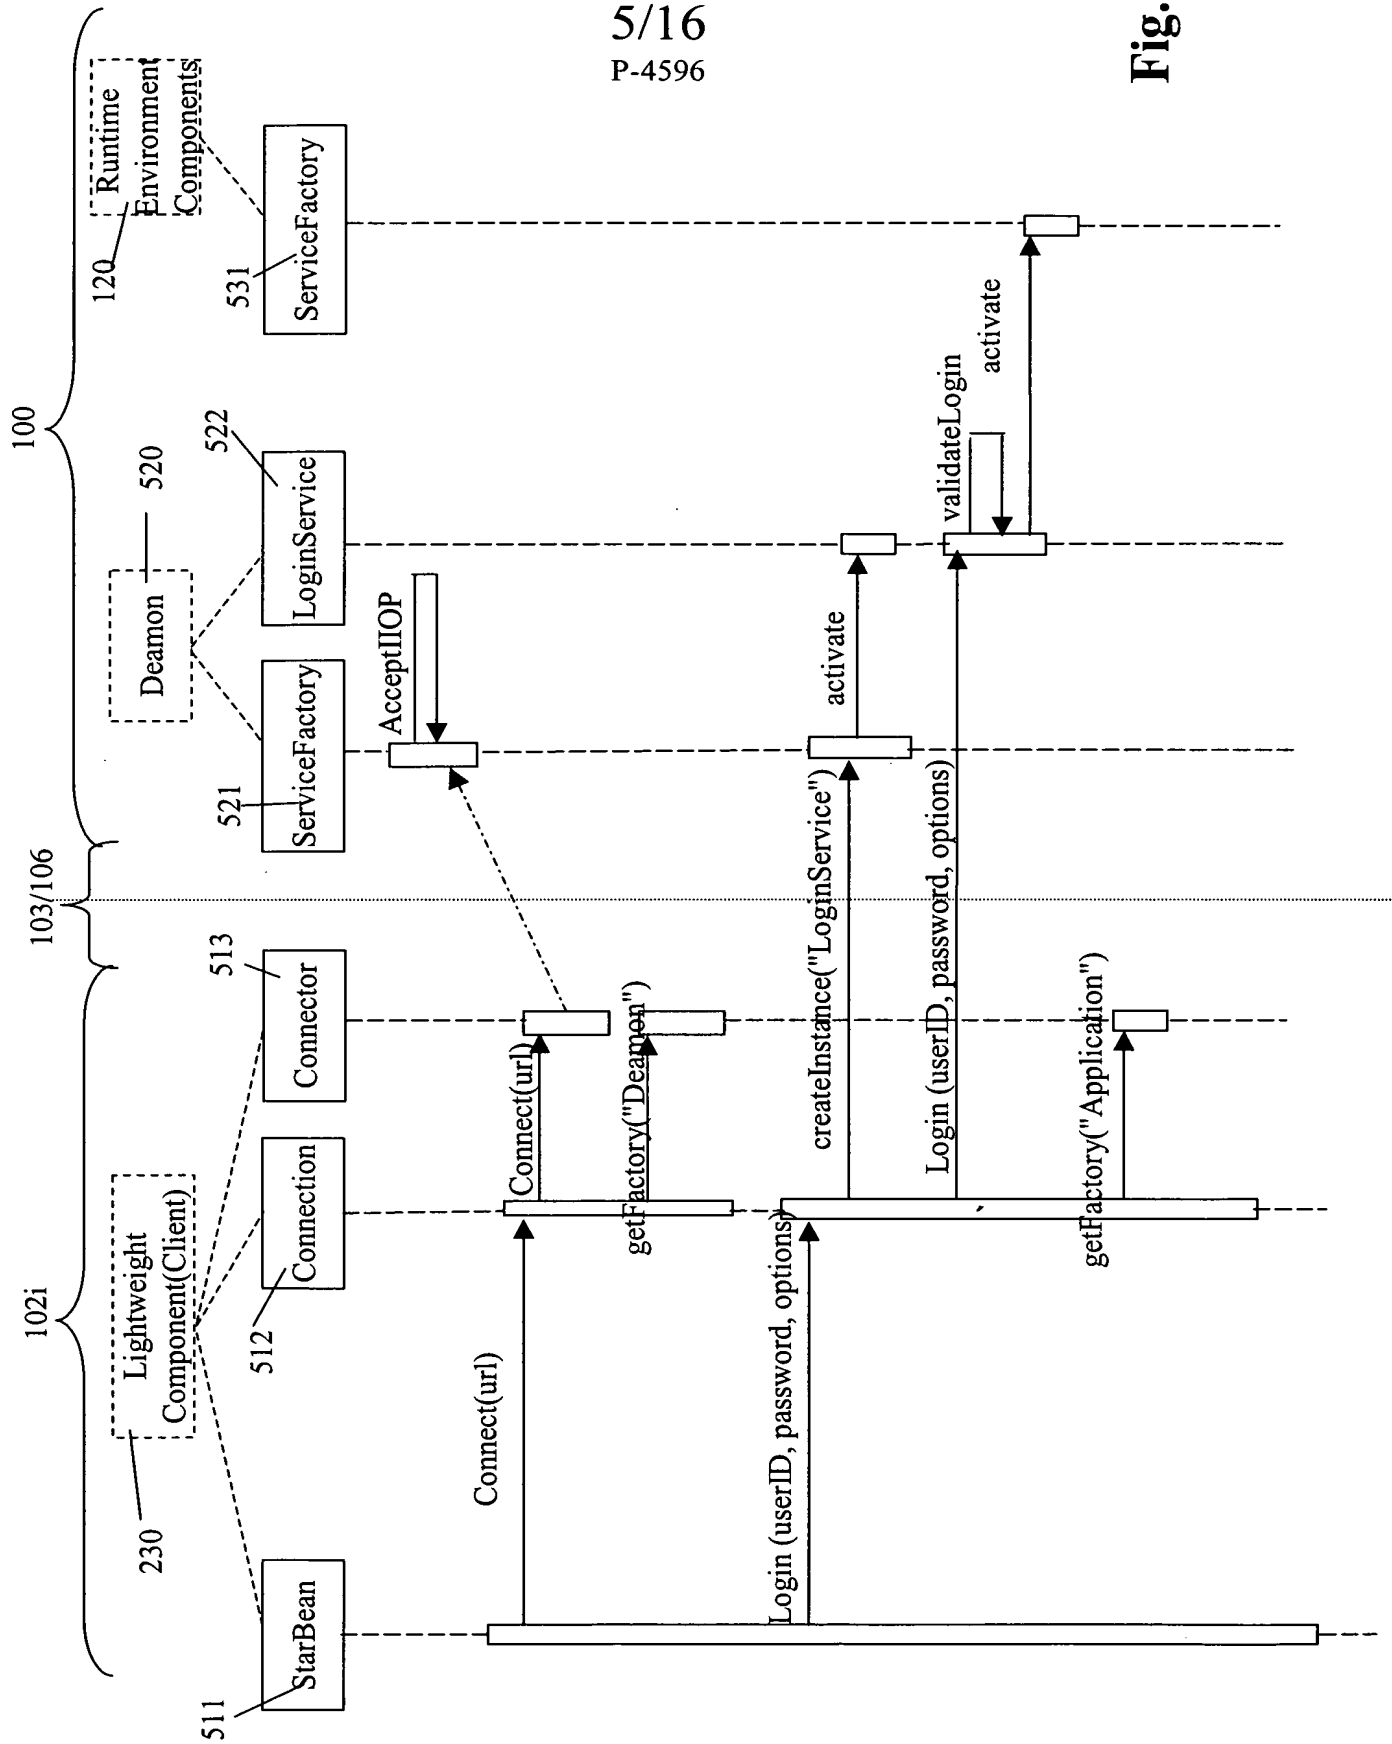 5/16
P-4596
102i
103/106
100
Lightweight
Component(Client)
230
Deamon
520
Runtime
Environment
Components
120
StarBean
511
Connection
512
Connector
513
ServiceFactory
521
LoginService
522
ServiceFactory
531
AcceptIIOP
Connect(url)
Connect(url)
getFactory("Deamon")
Login (userID, password, options)
createInstance("LoginService")
activate
Login (userID, password, options)
validateLogin
activate
getFactory("Application")
Fig.